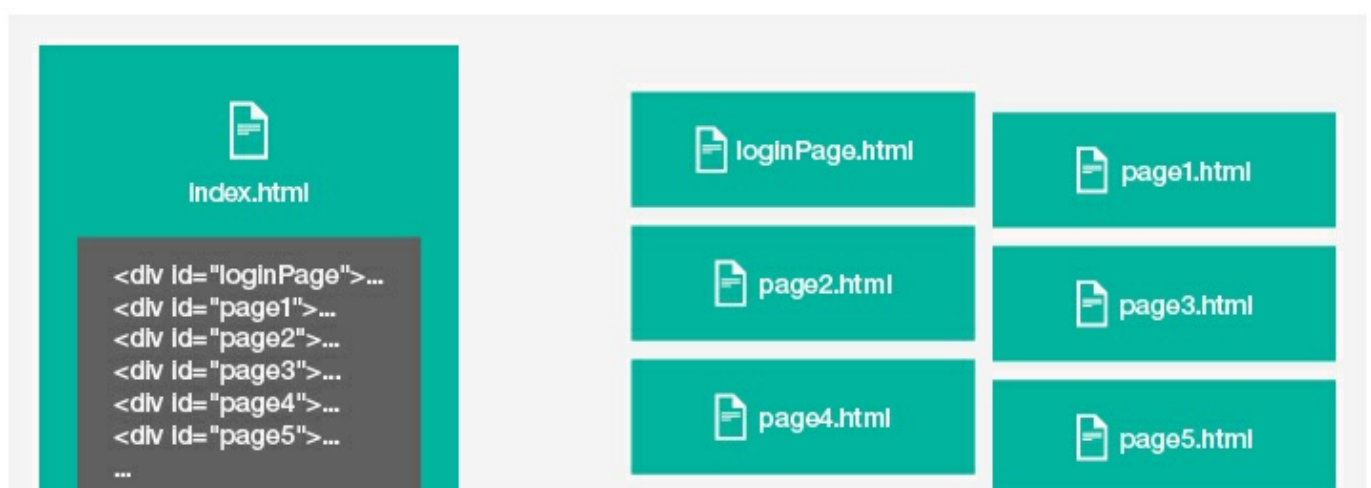 index.html
<div id="loginPage">...
<div id="page1">...
<div id="page2">...
<div id="page3">...
<div id="page4">...
<div id="page5">...
...
loginPage.html
page1.html
page2.html
page3.html
page4.html
page5.html